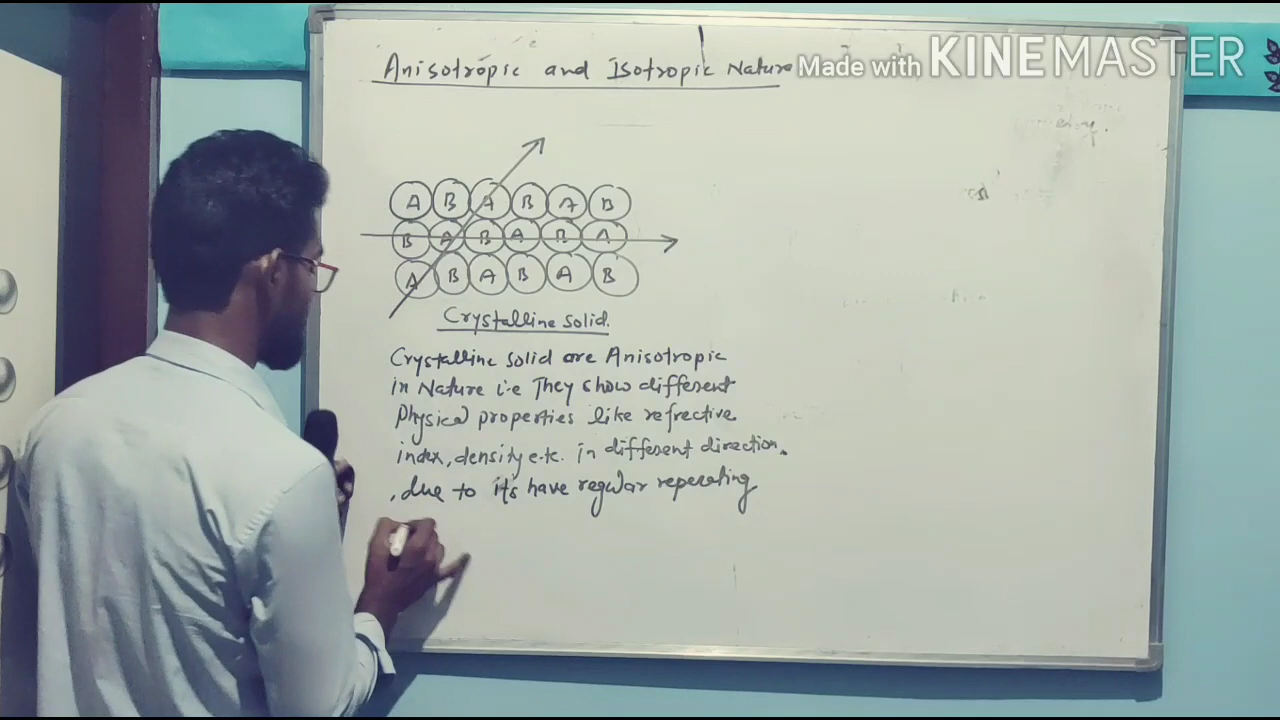 Anisotropic and Isotropic Nature
Made with KINEMASTER
A B A B A B
B A B A B A
A B A B A B
Crystalline solid.
Crystalline solid are Anisotropic
in Nature i.e They show different
Physical properties like refrective
index, density e.t.c. in different direction.
, due to it's have regular repeating